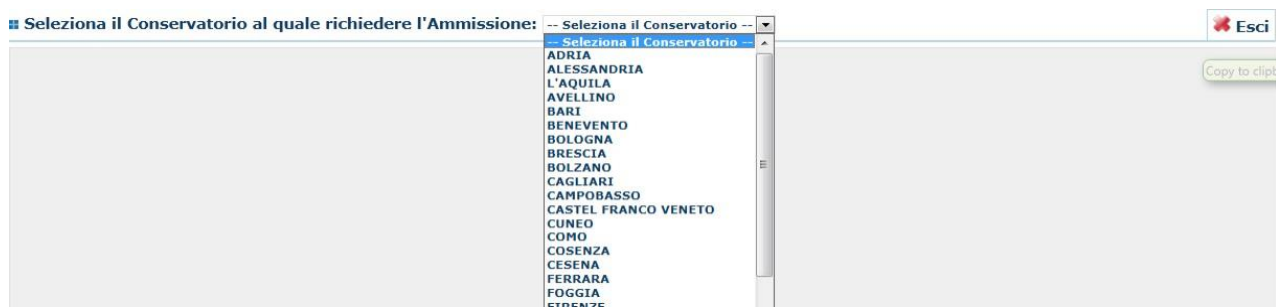 Seleziona il Conservatorio al quale richiedere l'Ammissione: -- Seleziona il Conservatorio -- Esci
-- Seleziona il Conservatorio --
ADRIA
ALESSANDRIA
L'AQUILA
AVELLINO
BARI
BENEVENTO
BOLOGNA
BRESCIA
BOLZANO
CAGLIARI
CAMPOBASSO
CASTEL FRANCO VENETO
CUNEO
COMO
COSENZA
CESENA
FERRARA
FOGGIA
FIRENZE
Copy to clip